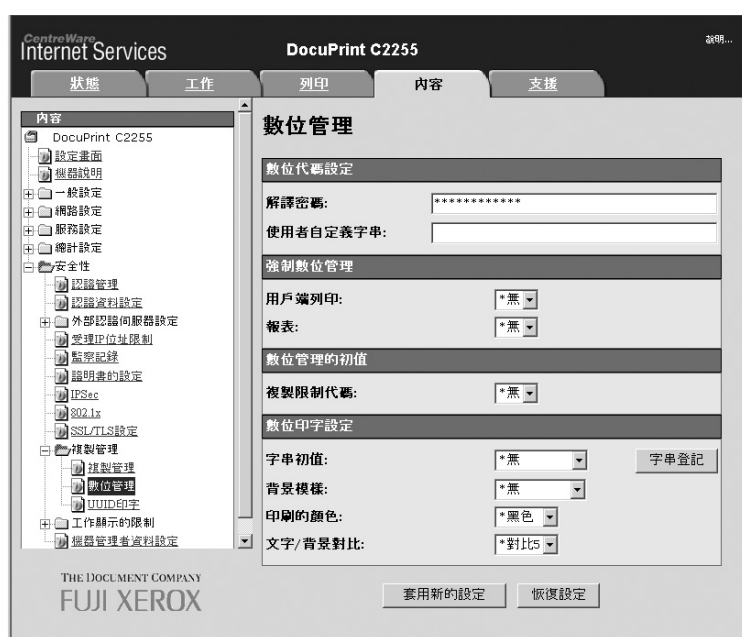 CentreWare
Internet Services
DocuPrint C2255
說明...
狀態
工作
列印
內容
支援
內容
DocuPrint C2255
設定畫面
機器說明
一般設定
網路設定
服務設定
總計設定
安全性
認證管理
認證資料設定
外部認證伺服器設定
受理IP位址限制
監察記錄
證明書的設定
IPSec
802.1x
SSL/TLS設定
複製管理
複製管理
數位管理
UUID印字
工作顯示的限制
機器管理者資料設定
THE DOCUMENT COMPANY
FUJI XEROX
數位管理
數位代碼設定
解譯密碼: ************
使用者自定義字串:
強制數位管理
用戶端列印: *無
報表: *無
數位管理的初值
複製限制代碼: *無
數位印字設定
字串初值: *無 字串登記
背景模樣: *無
印刷的顏色: *黑色
文字/背景對比: *對比5
套用新的設定 恢復設定